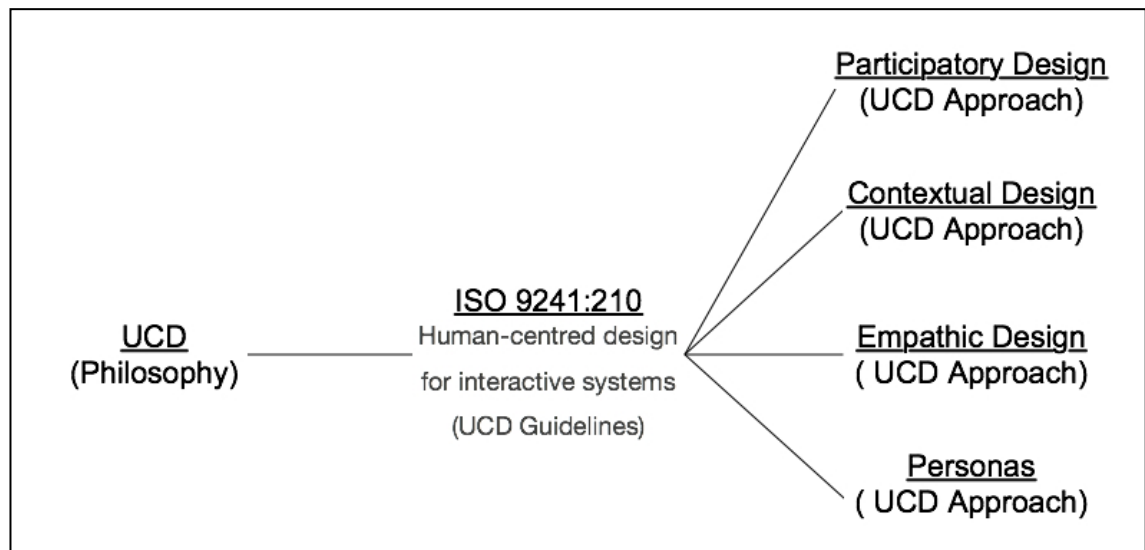 UCD
(Philosophy)
ISO 9241:210
Human-centred design
for interactive systems
(UCD Guidelines)
Participatory Design
(UCD Approach)
Contextual Design
(UCD Approach)
Empathic Design
( UCD Approach)
Personas
( UCD Approach)